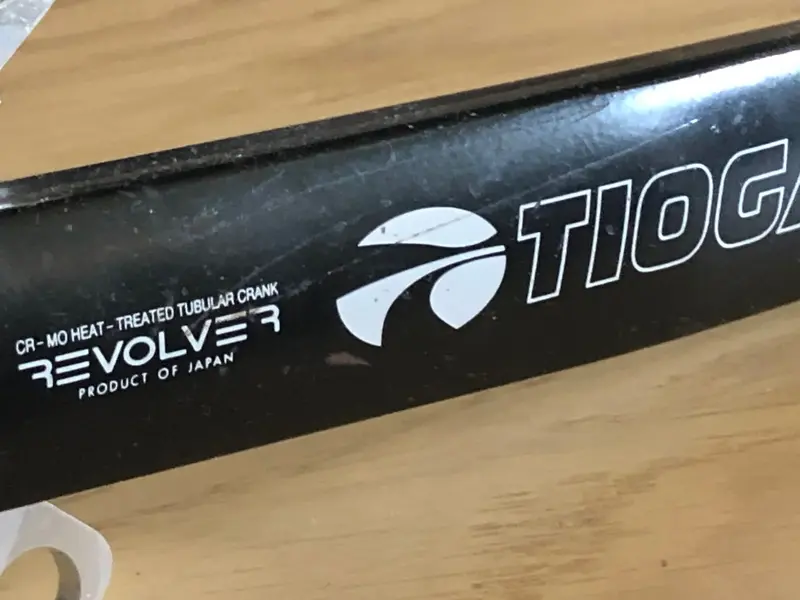 CR-MO HEAT-TREATED TUBULAR CRANK
REVOLVER
PRODUCT OF JAPAN
TIOGA